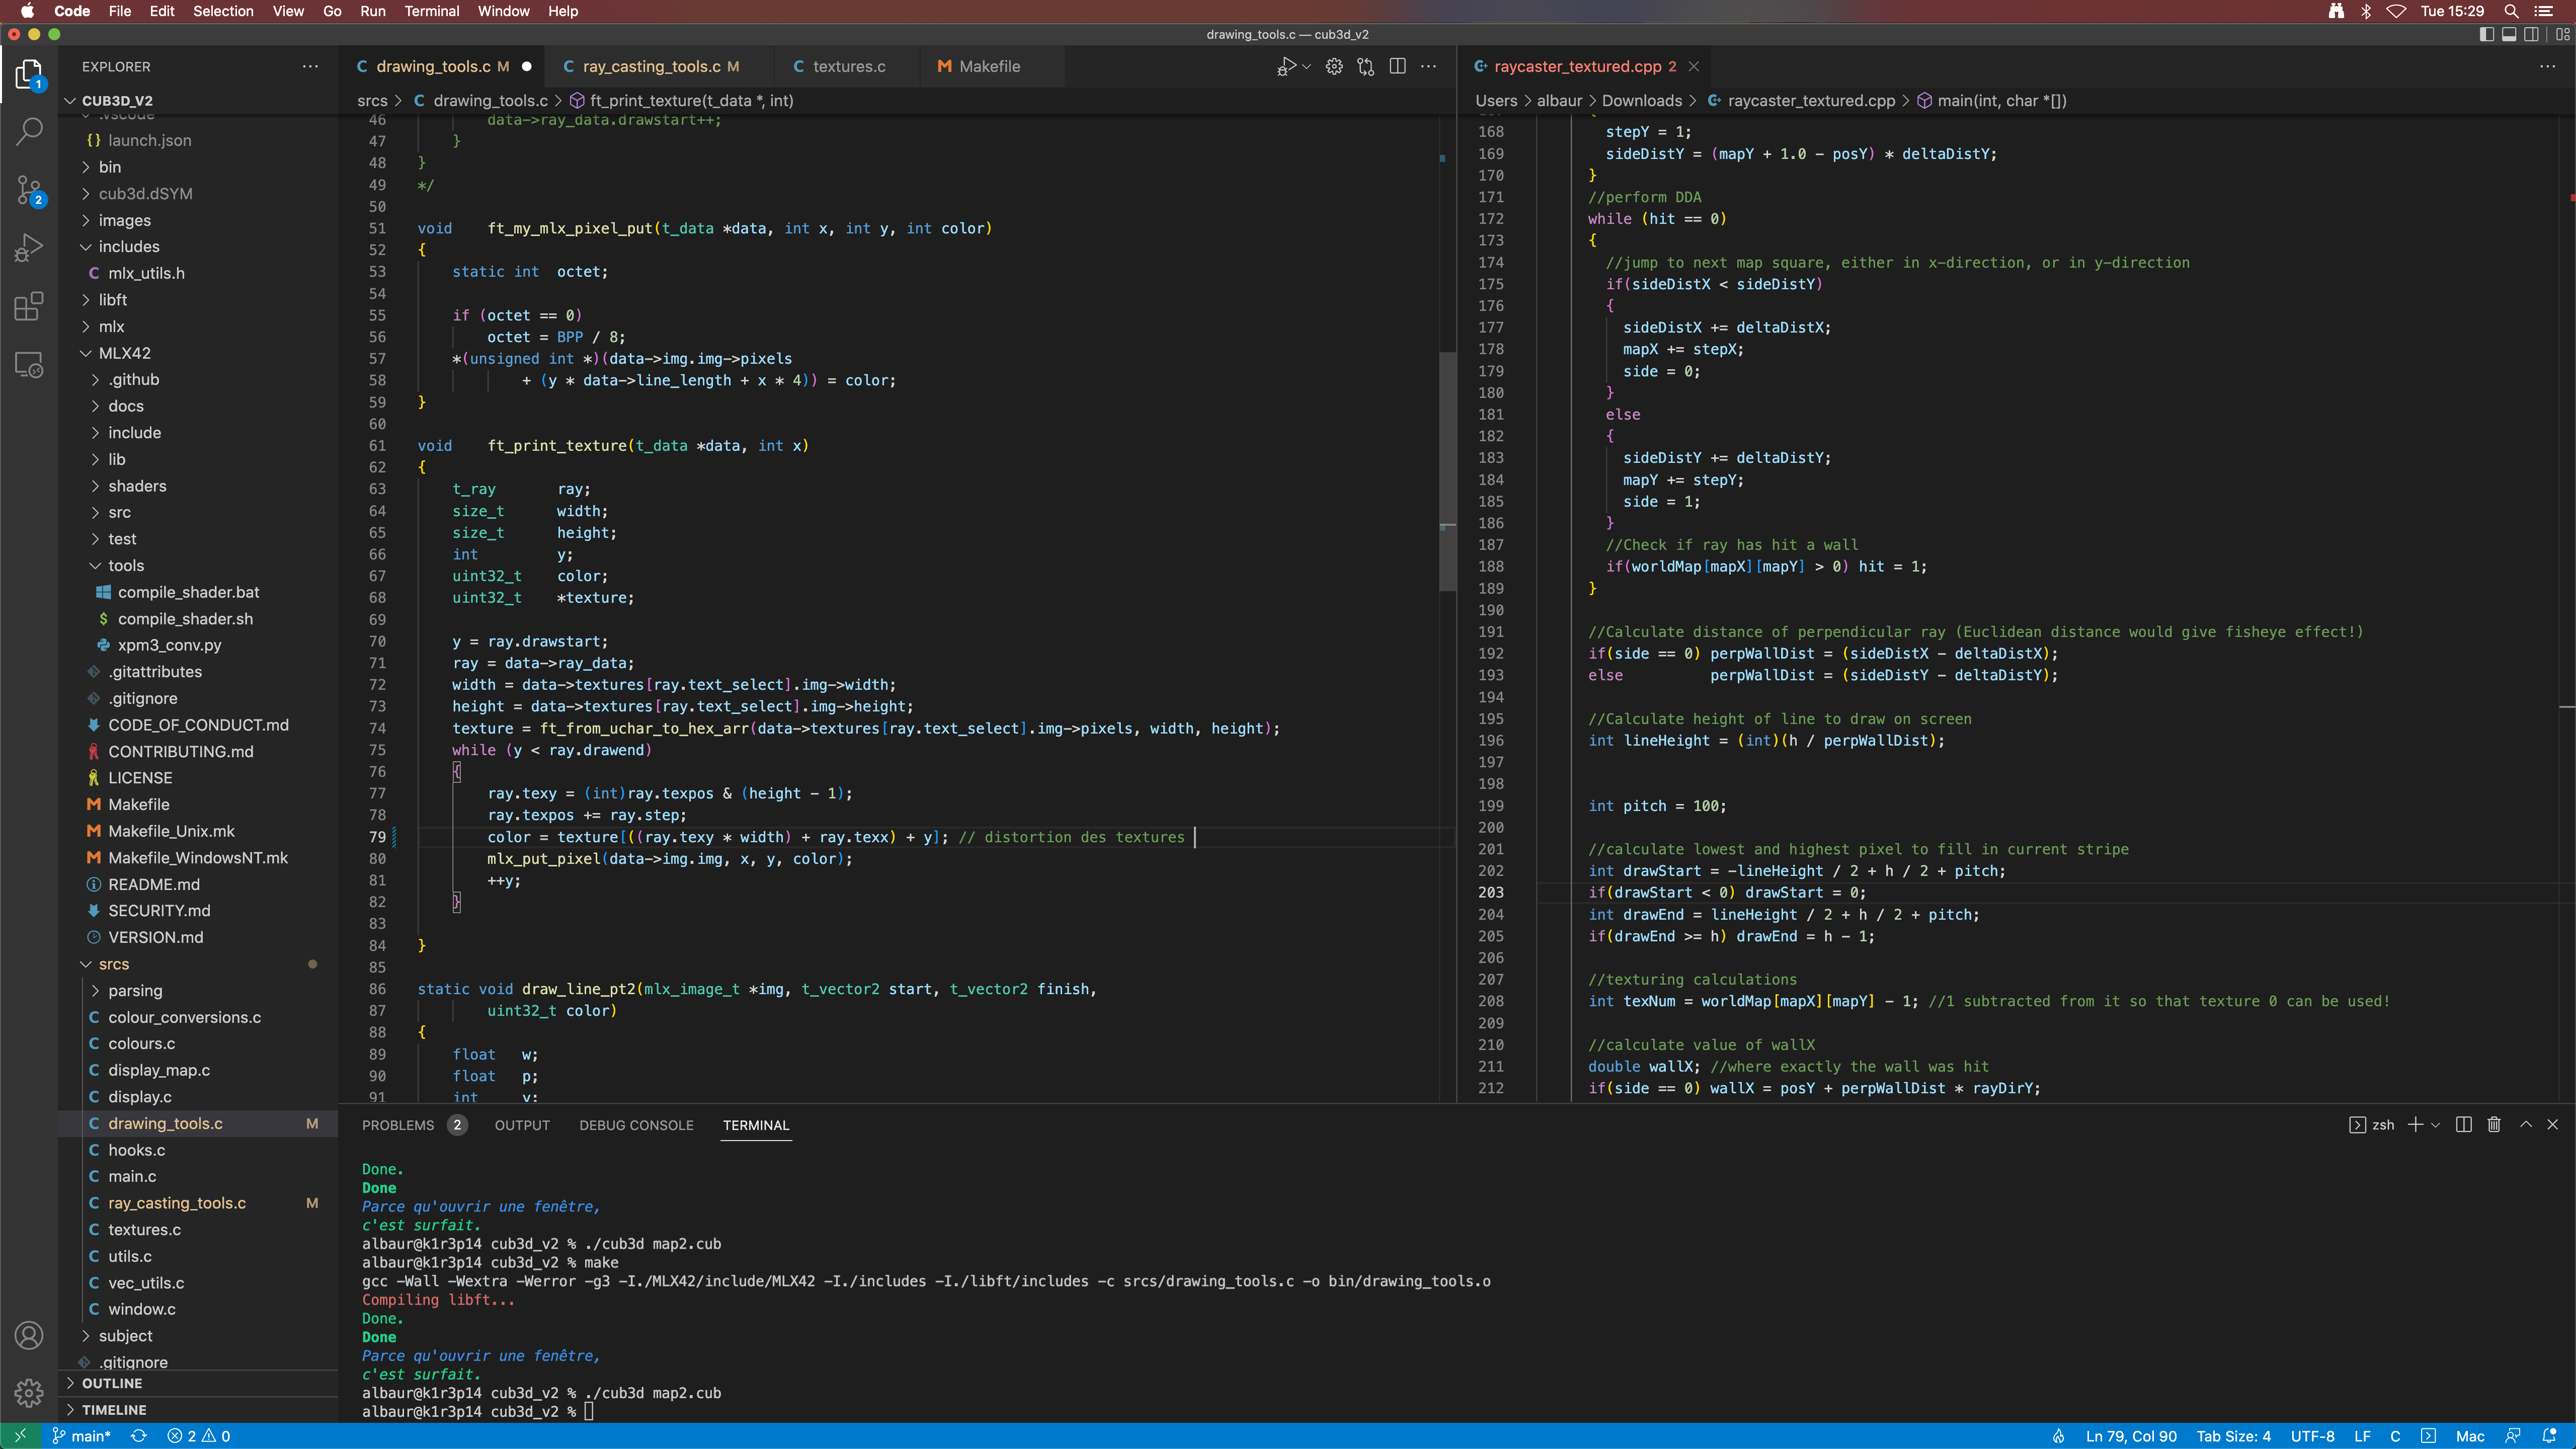 Code File Edit Selection View Go Run Terminal Window Help Tue 15:29
drawing_tools.c — cub3d_v2
EXPLORER
CUB3D_V2
.vscode
launch.json
bin
cub3d.dSYM
images
includes
mlx_utils.h
libft
mlx
MLX42
.github
docs
include
lib
shaders
src
test
tools
compile_shader.bat
compile_shader.sh
xpm3_conv.py
.gitattributes
.gitignore
CODE_OF_CONDUCT.md
CONTRIBUTING.md
LICENSE
Makefile
Makefile_Unix.mk
Makefile_WindowsNT.mk
README.md
SECURITY.md
VERSION.md
srcs
parsing
colour_conversions.c
colours.c
display_map.c
display.c
drawing_tools.c M
hooks.c
main.c
ray_casting_tools.c M
textures.c
utils.c
vec_utils.c
window.c
subject
.gitignore
OUTLINE
TIMELINE
1
2
drawing_tools.c M ray_casting_tools.c M textures.c Makefile
srcs > drawing_tools.c > ft_print_texture(t_data *, int)
46 data->ray_data.drawstart++;
47 }
48 }
49 */
50
51 void ft_my_mlx_pixel_put(t_data *data, int x, int y, int color)
52 {
53 static int octet;
54
55 if (octet == 0)
56 octet = BPP / 8;
57 *(unsigned int *)(data->img.img->pixels
58 + (y * data->line_length + x * 4)) = color;
59 }
60
61 void ft_print_texture(t_data *data, int x)
62 {
63 t_ray ray;
64 size_t width;
65 size_t height;
66 int y;
67 uint32_t color;
68 uint32_t *texture;
69
70 y = ray.drawstart;
71 ray = data->ray_data;
72 width = data->textures[ray.text_select].img->width;
73 height = data->textures[ray.text_select].img->height;
74 texture = ft_from_uchar_to_hex_arr(data->textures[ray.text_select].img->pixels, width, height);
75 while (y < ray.drawend)
76 {
77 ray.texy = (int)ray.texpos & (height - 1);
78 ray.texpos += ray.step;
79 color = texture[((ray.texy * width) + ray.texx) + y]; // distortion des textures
80 mlx_put_pixel(data->img.img, x, y, color);
81 ++y;
82 }
83
84 }
85
86 static void draw_line_pt2(mlx_image_t *img, t_vector2 start, t_vector2 finish,
87 uint32_t color)
88 {
89 float w;
90 float p;
91 int v;
raycaster_textured.cpp 2
Users > albaur > Downloads > raycaster_textured.cpp > main(int, char *[])
168 stepY = 1;
169 sideDistY = (mapY + 1.0 - posY) * deltaDistY;
170 }
171 //perform DDA
172 while (hit == 0)
173 {
174 //jump to next map square, either in x-direction, or in y-direction
175 if(sideDistX < sideDistY)
176 {
177 sideDistX += deltaDistX;
178 mapX += stepX;
179 side = 0;
180 }
181 else
182 {
183 sideDistY += deltaDistY;
184 mapY += stepY;
185 side = 1;
186 }
187 //Check if ray has hit a wall
188 if(worldMap[mapX][mapY] > 0) hit = 1;
189 }
190
191 //Calculate distance of perpendicular ray (Euclidean distance would give fisheye effect!)
192 if(side == 0) perpWallDist = (sideDistX - deltaDistX);
193 else perpWallDist = (sideDistY - deltaDistY);
194
195 //Calculate height of line to draw on screen
196 int lineHeight = (int)(h / perpWallDist);
197
198
199 int pitch = 100;
200
201 //calculate lowest and highest pixel to fill in current stripe
202 int drawStart = -lineHeight / 2 + h / 2 + pitch;
203 if(drawStart < 0) drawStart = 0;
204 int drawEnd = lineHeight / 2 + h / 2 + pitch;
205 if(drawEnd >= h) drawEnd = h - 1;
206
207 //texturing calculations
208 int texNum = worldMap[mapX][mapY] - 1; //1 subtracted from it so that texture 0 can be used!
209
210 //calculate value of wallX
211 double wallX; //where exactly the wall was hit
212 if(side == 0) wallX = posY + perpWallDist * rayDirY;
PROBLEMS 2 OUTPUT DEBUG CONSOLE TERMINAL zsh
Done.
Done
Parce qu'ouvrir une fenêtre,
c'est surfait.
albaur@k1r3p14 cub3d_v2 % ./cub3d map2.cub
albaur@k1r3p14 cub3d_v2 % make
gcc -Wall -Wextra -Werror -g3 -I./MLX42/include/MLX42 -I./includes -I./libft/includes -c srcs/drawing_tools.c -o bin/drawing_tools.o
Compiling libft...
Done.
Done
Parce qu'ouvrir une fenêtre,
c'est surfait.
albaur@k1r3p14 cub3d_v2 % ./cub3d map2.cub
albaur@k1r3p14 cub3d_v2 %
main* 2 0 Ln 79, Col 90 Tab Size: 4 UTF-8 LF C Mac